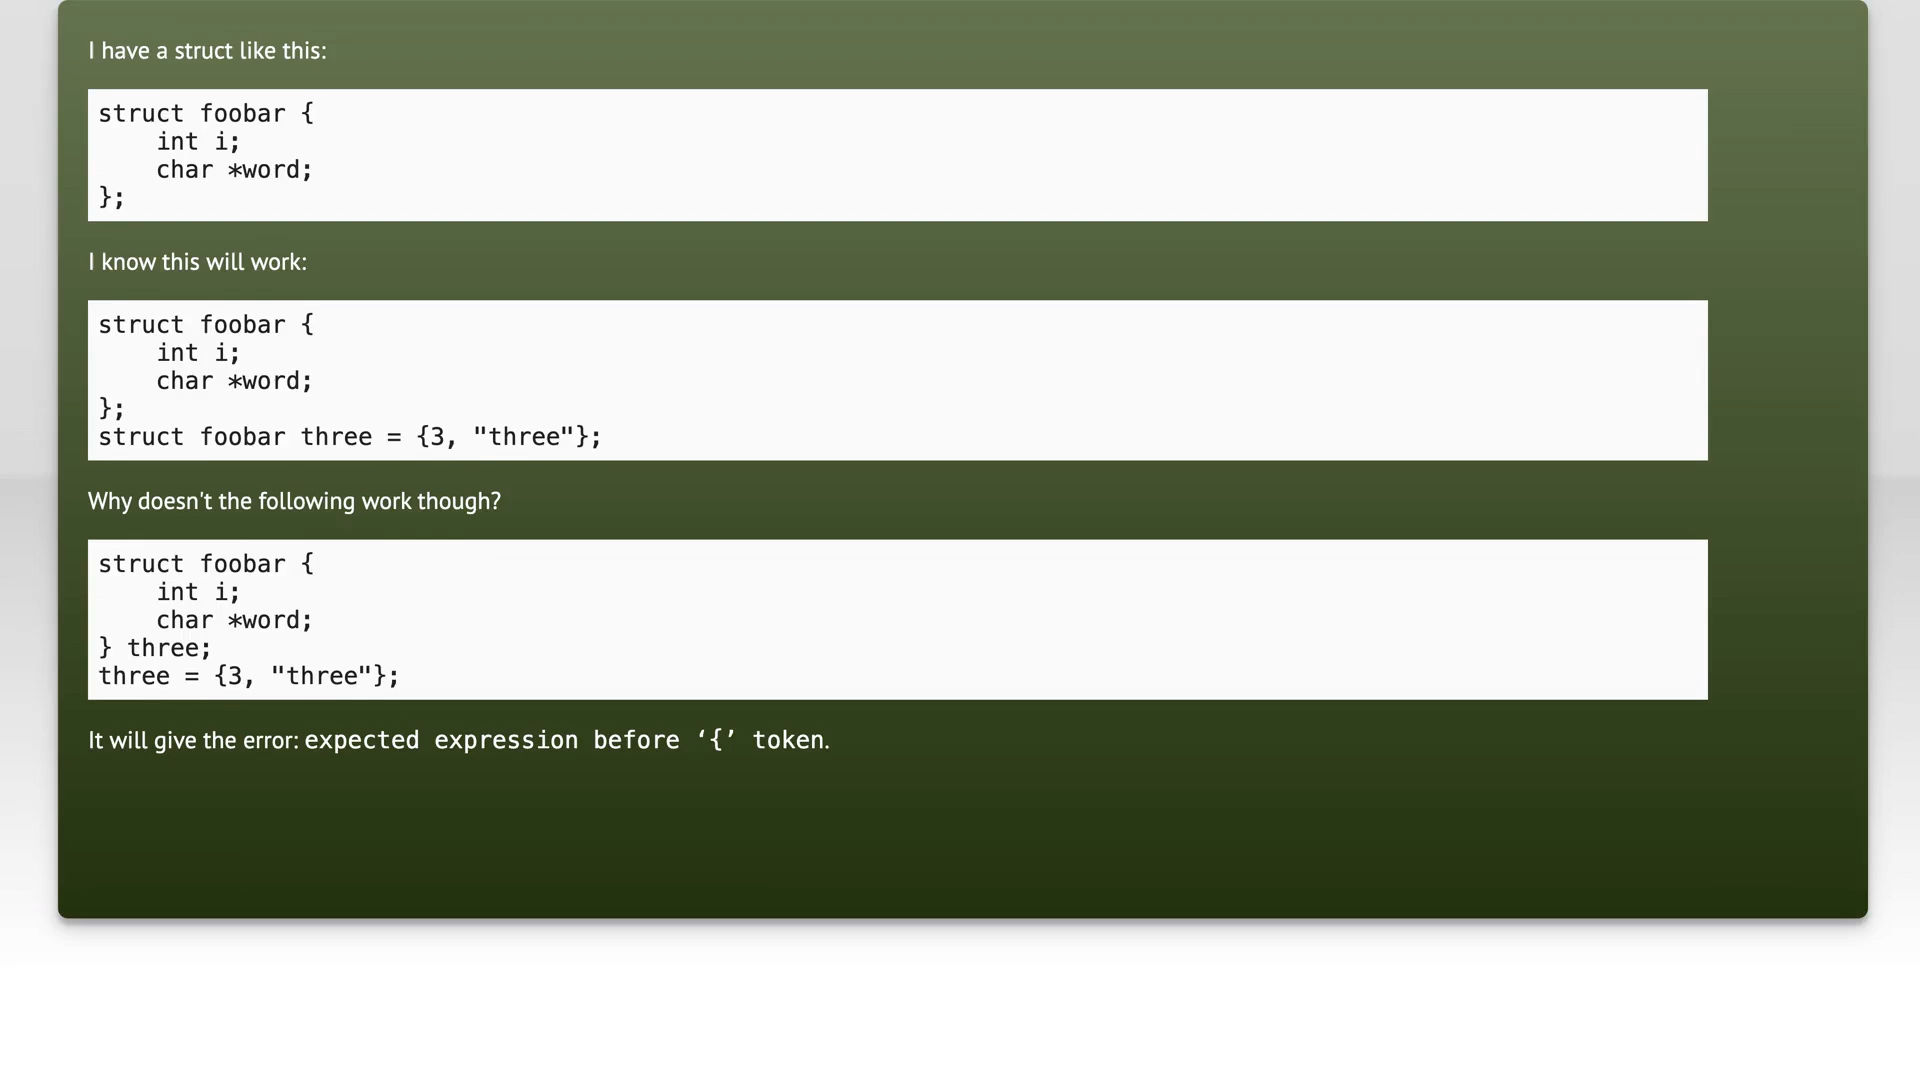 I have a struct like this:
struct foobar {
    int i;
    char *word;
};
I know this will work:
struct foobar {
    int i;
    char *word;
};
struct foobar three = {3, "three"};
Why doesn't the following work though?
struct foobar {
    int i;
    char *word;
} three;
three = {3, "three"};
It will give the error: expected expression before ‘{’ token.